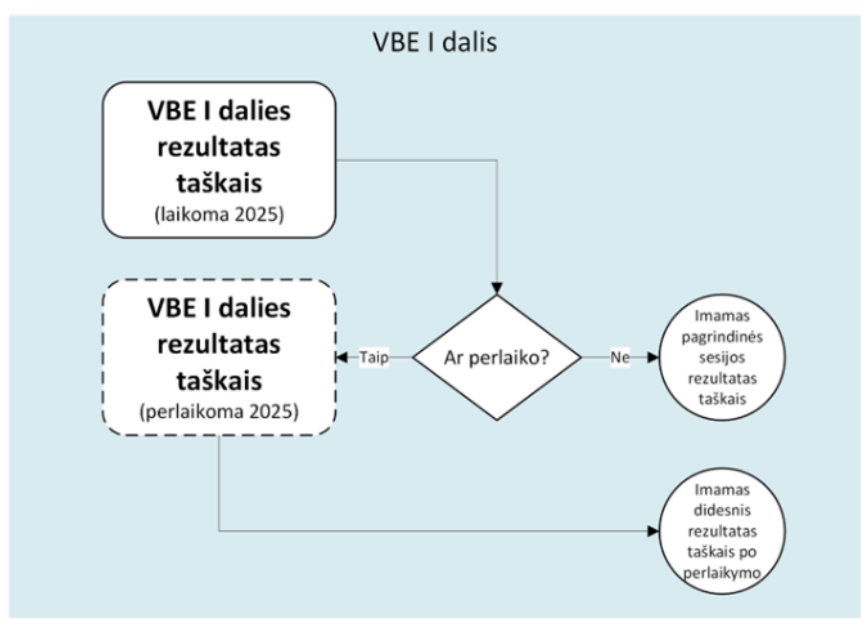 VBE I dalis
VBE I dalies
rezultatas
taškais
(laikoma 2025)
VBE I dalies
rezultatas
taškais
(perlaikoma 2025)
Taip
Ar perlaiko?
Ne
Imamas
pagrindinės
sesijos
rezultatas
taškais
Imamas
didesnis
rezultatas
taškais po
perlaikymo